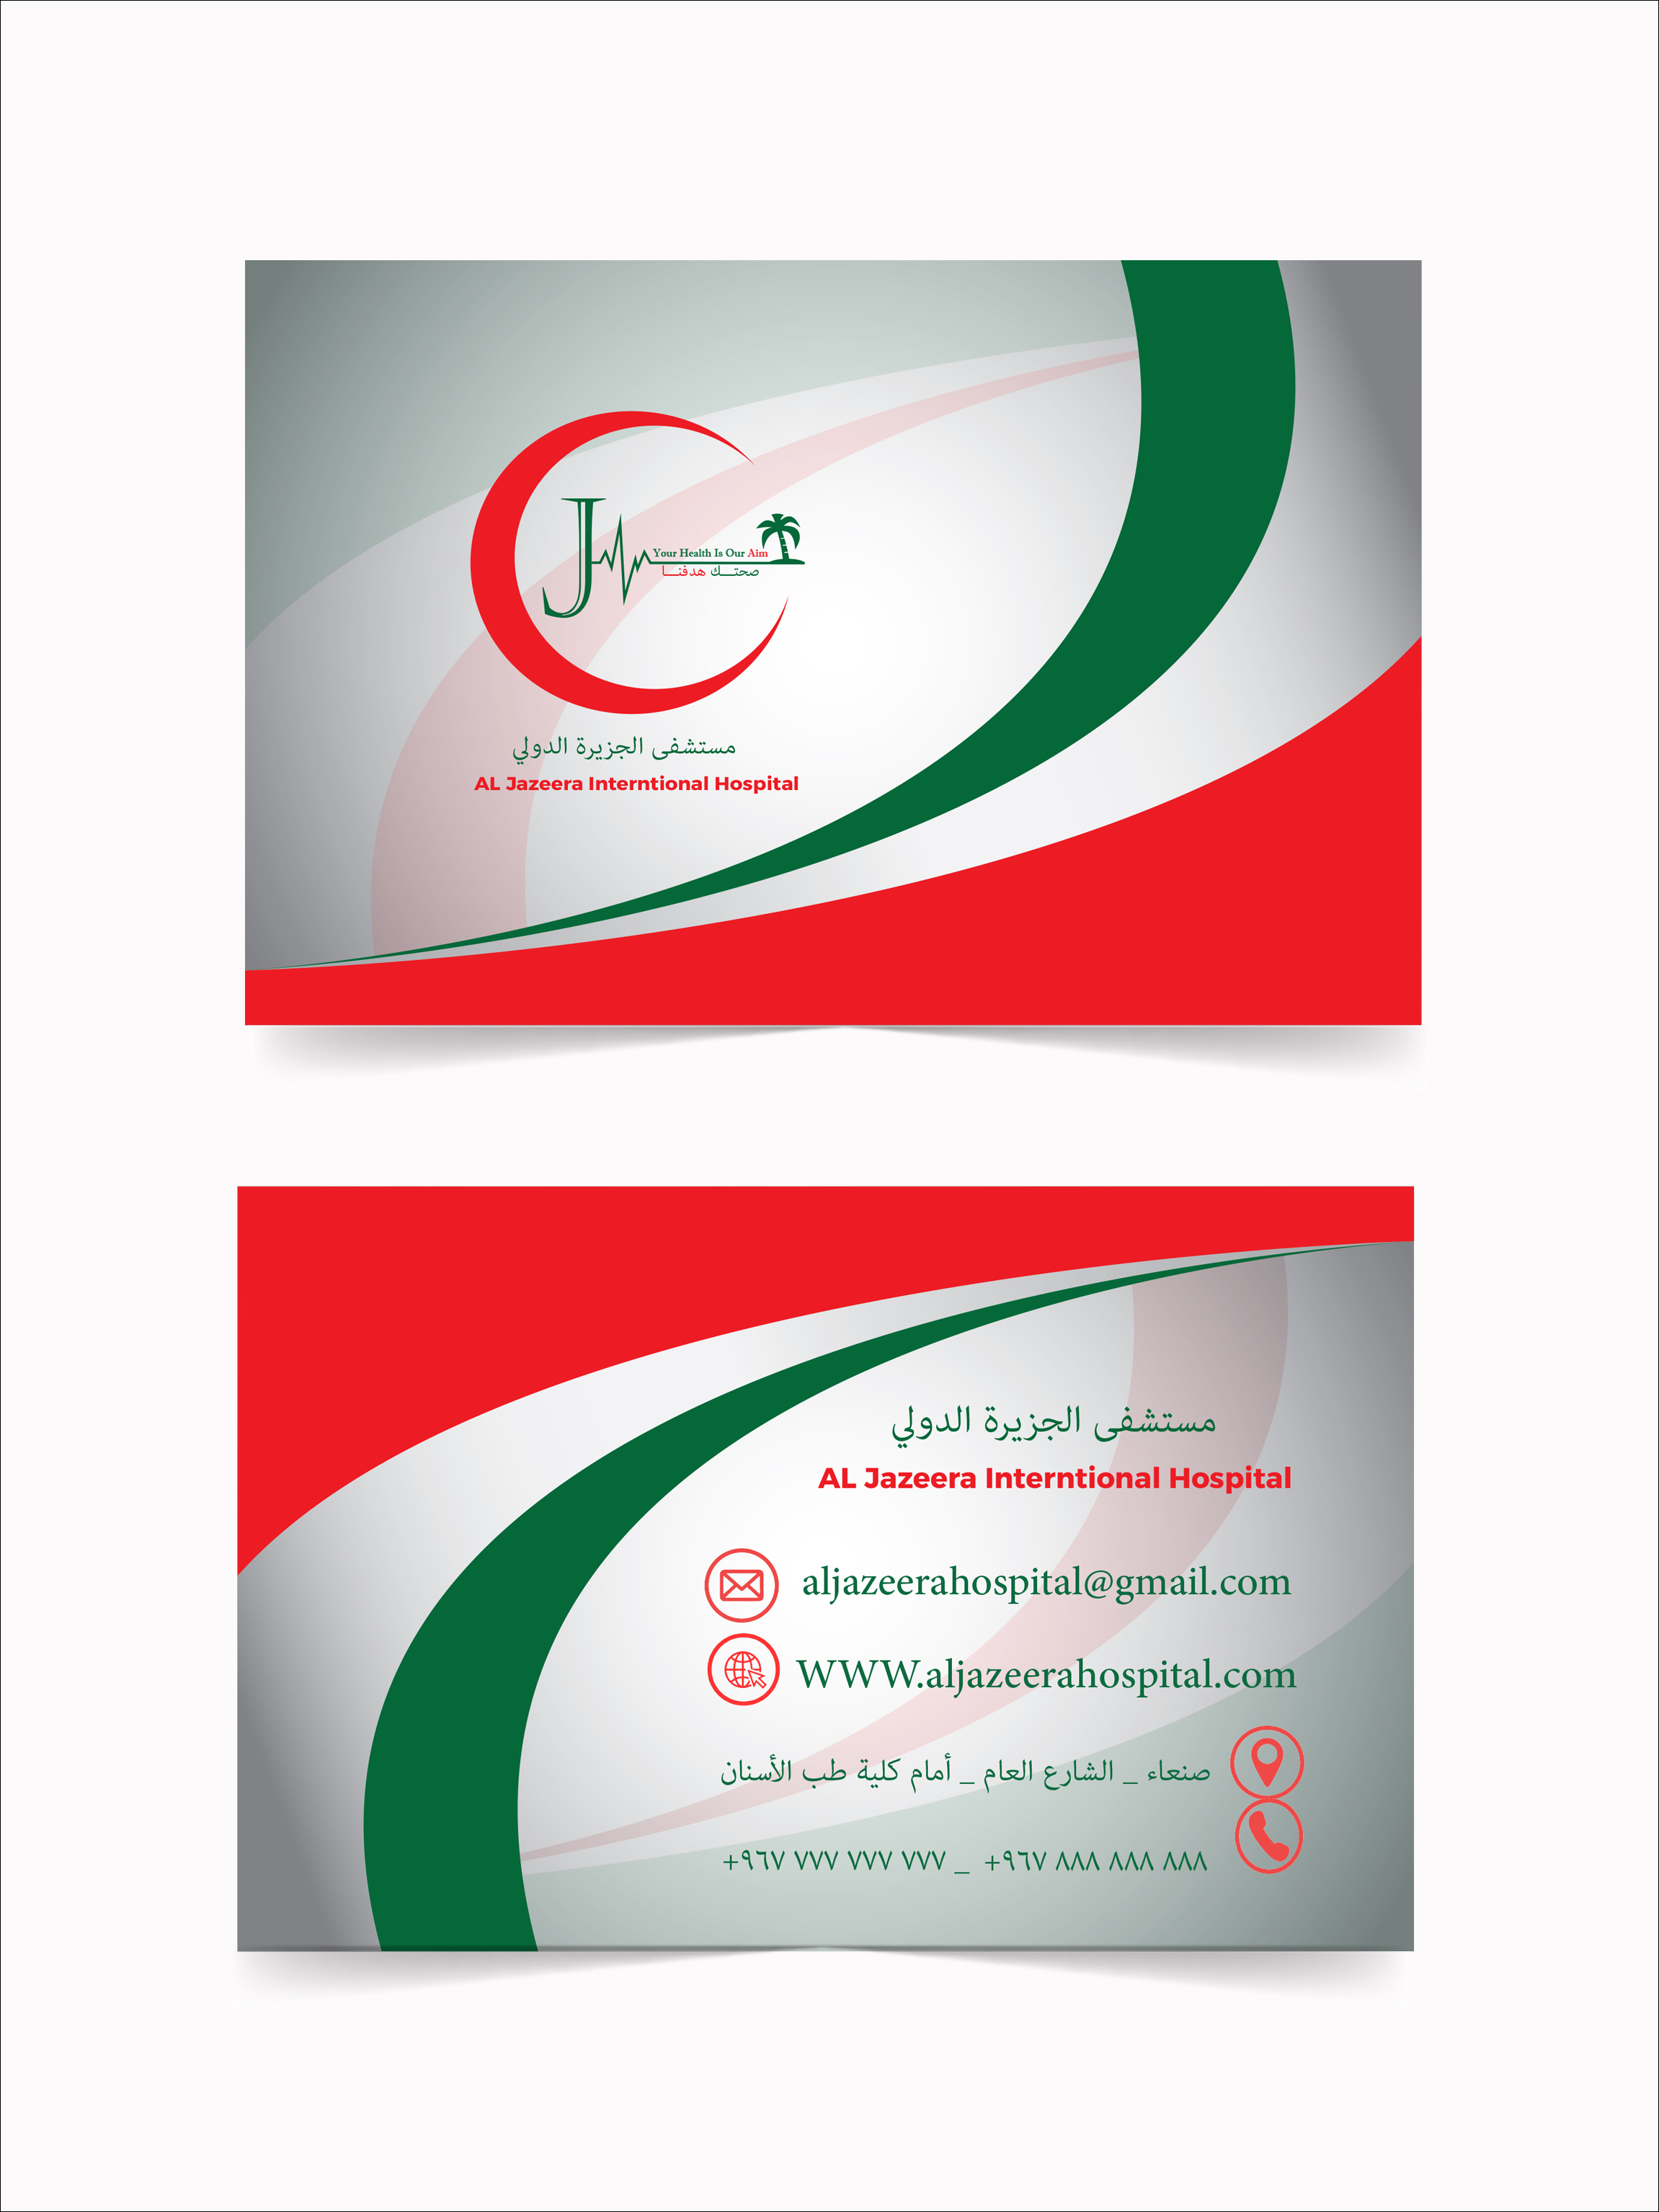 J
Your Health Is Our Aim
صحتـــك هدفنـــا
مستشفى الجزيرة الدولي
AL Jazeera Interntional Hospital
مستشفى الجزيرة الدولي
AL Jazeera Interntional Hospital
aljazeerahospital@gmail.com
WWW.aljazeerahospital.com
صنعاء _ الشارع العام _ أمام كلية طب الأسنان
+٩٦٧ ٧٧٧ ٧٧٧ ٧٧٧ _ +٩٦٧ ٨٨٨ ٨٨٨ ٨٨٨